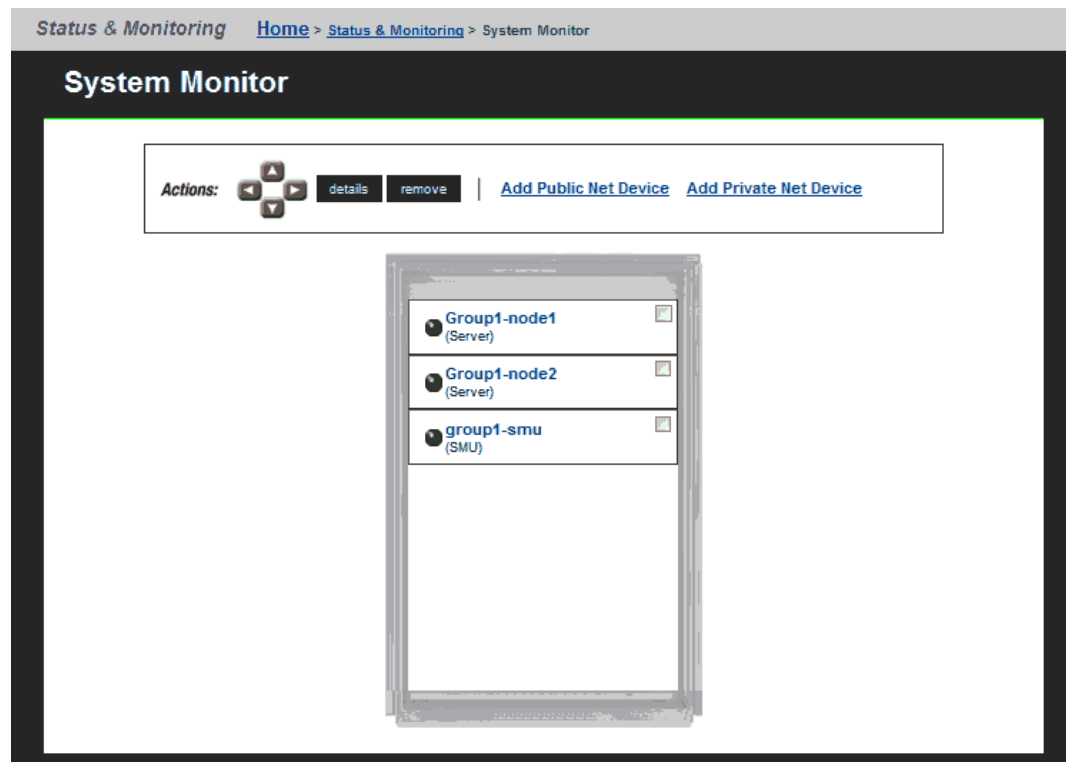 Status & Monitoring Home > Status & Monitoring > System Monitor
System Monitor
Actions: details remove | Add Public Net Device Add Private Net Device
Group1-node1
(Server)
Group1-node2
(Server)
group1-smu
(SMU)